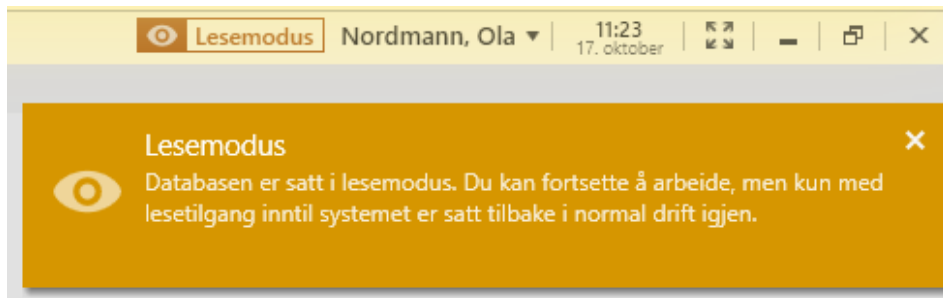 Lesemodus Nordmann, Ola 11:23
17. oktober
Lesemodus
Databasen er satt i lesemodus. Du kan fortsette å arbeide, men kun med
lesetilgang inntil systemet er satt tilbake i normal drift igjen.